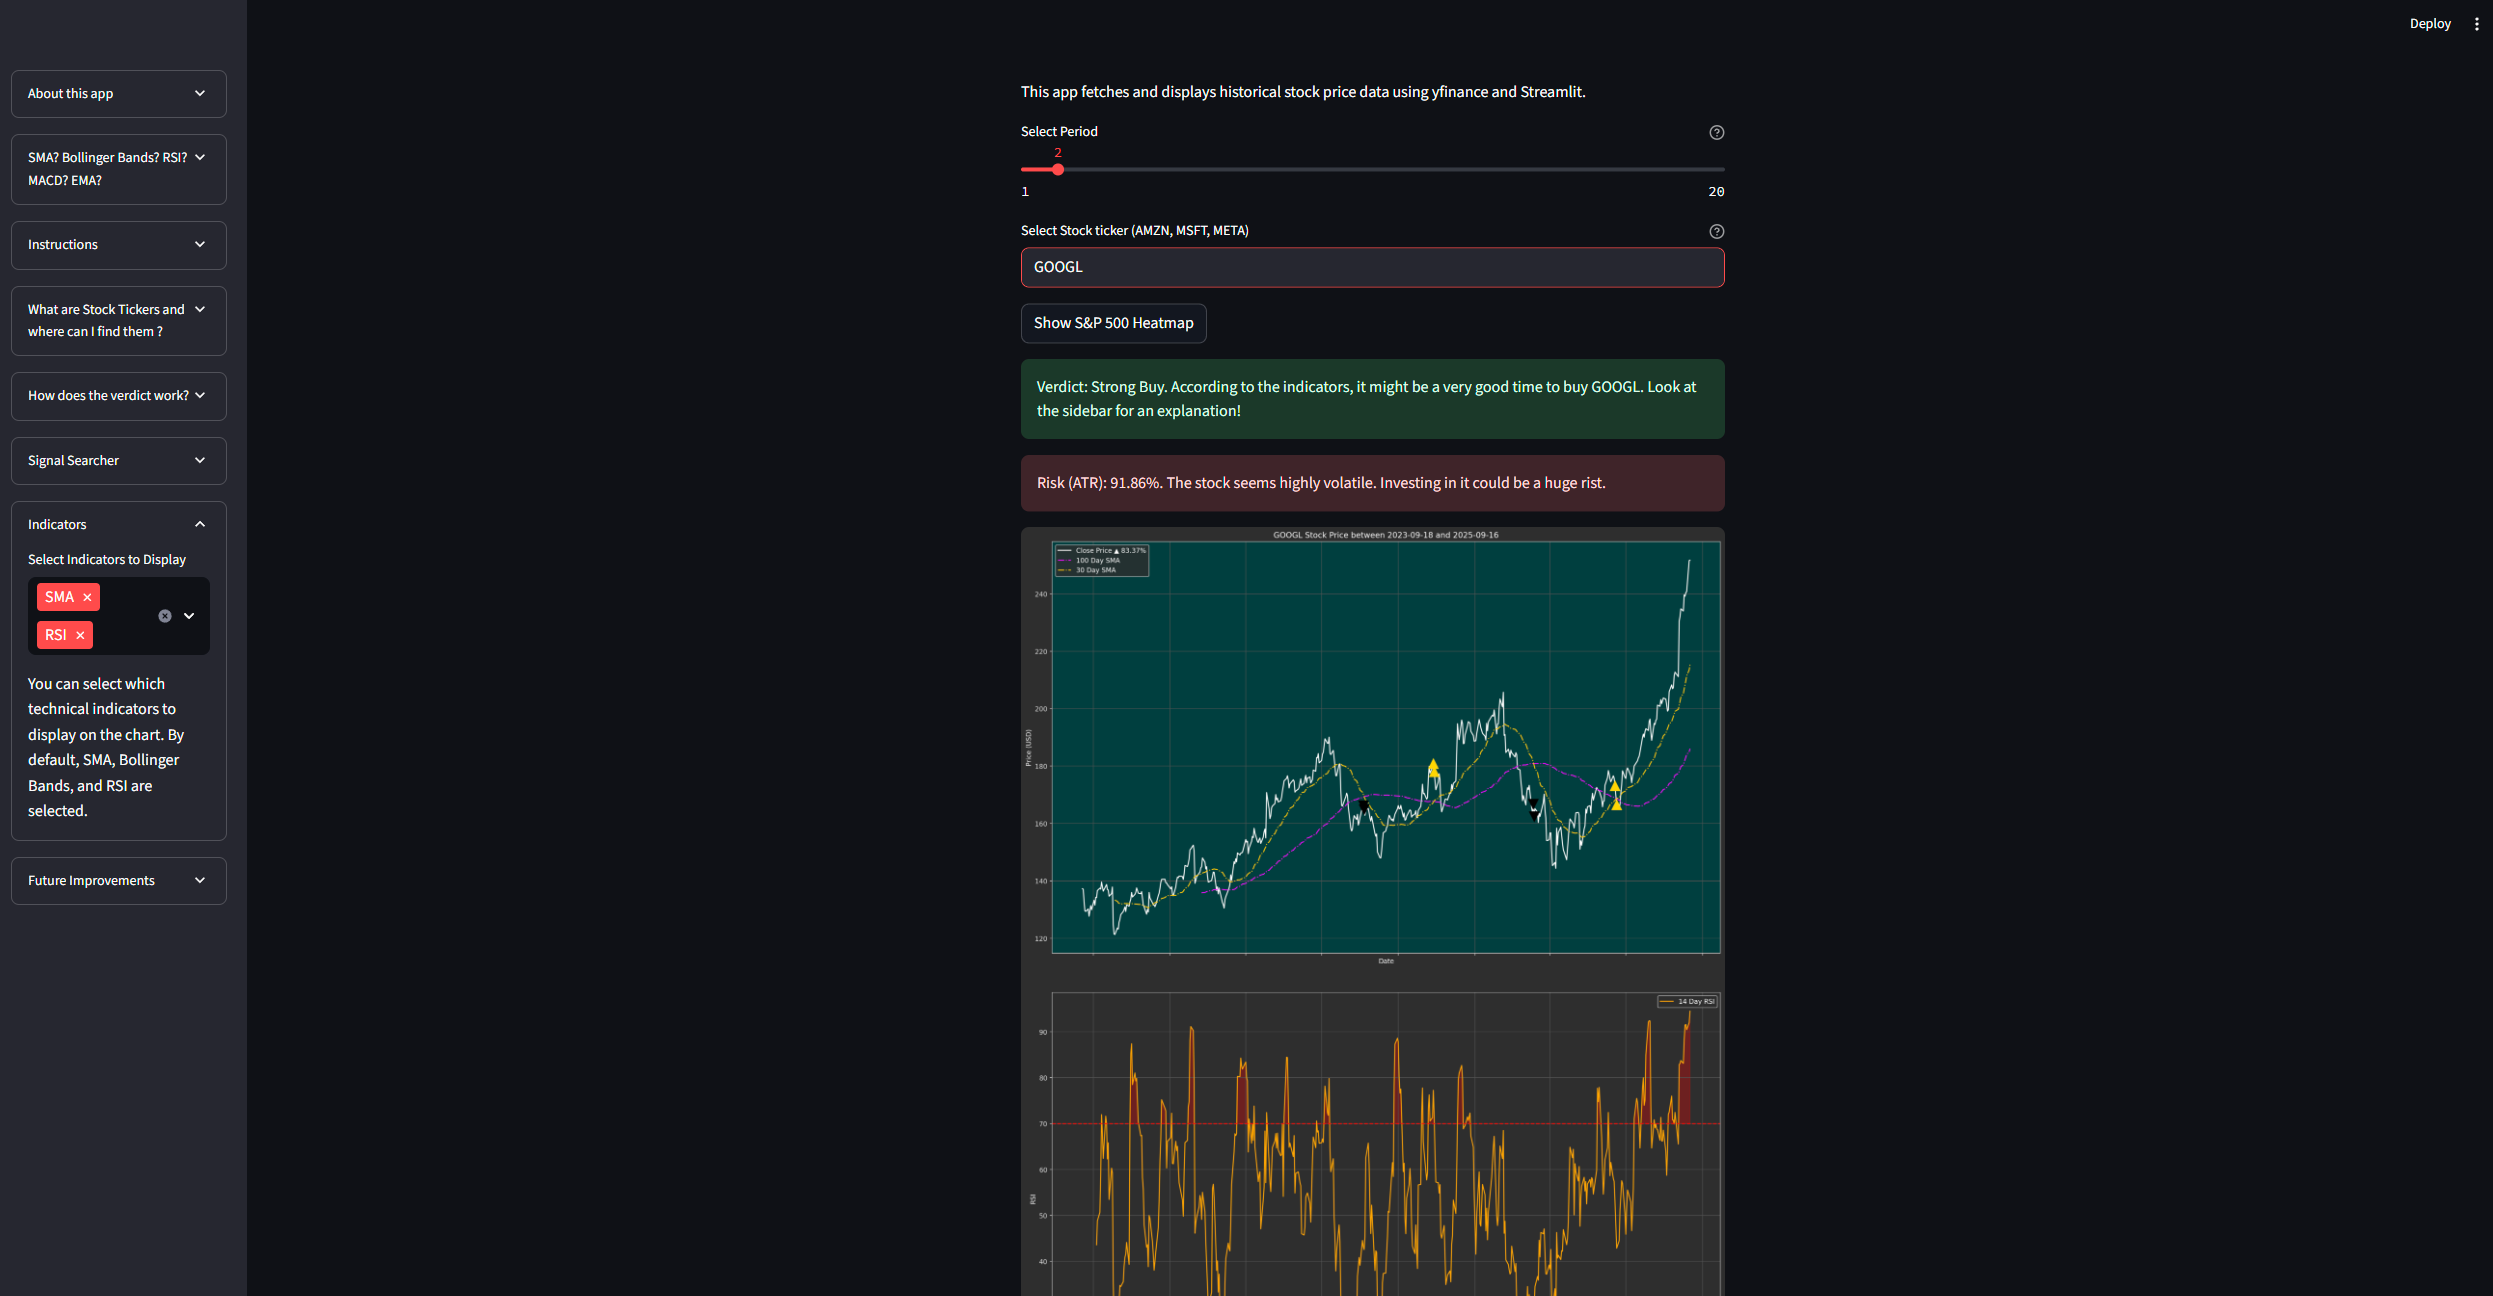 Deploy
About this app
SMA? Bollinger Bands? RSI?
MACD? EMA?
Instructions
What are Stock Tickers and
where can I find them ?
How does the verdict work?
Signal Searcher
Indicators
Select Indicators to Display
SMA
RSI
You can select which
technical indicators to
display on the chart. By
default, SMA, Bollinger
Bands, and RSI are
selected.
Future Improvements
This app fetches and displays historical stock price data using yfinance and Streamlit.
Select Period
2
1
20
Select Stock ticker (AMZN, MSFT, META)
GOOGL
Show S&P 500 Heatmap
Verdict: Strong Buy. According to the indicators, it might be a very good time to buy GOOGL. Look at
the sidebar for an explanation!
Risk (ATR): 91.86%. The stock seems highly volatile. Investing in it could be a huge rist.
GOOGL Stock Price between 2023-09-18 and 2025-09-16
Close Price ▲ 83.37%
100 Day SMA
30 Day SMA
240
220
200
180
160
140
120
Price (USD)
Date
14 Day RSI
90
80
70
60
50
40
RSI